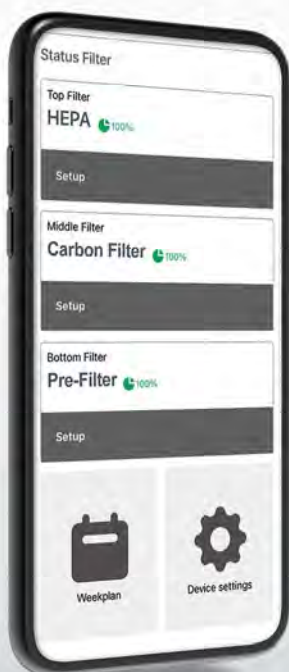 Status Filter
Top Filter
HEPA 100%
Setup
Middle Filter
Carbon Filter 100%
Setup
Bottom Filter
Pre-Filter 100%
Setup
Weekplan
Device settings